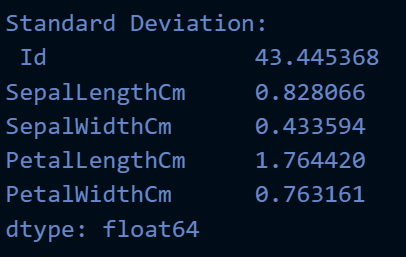 Standard Deviation:
 Id                43.445368
SepalLengthCm     0.828066
SepalWidthCm      0.433594
PetalLengthCm     1.764420
PetalWidthCm      0.763161
dtype: float64